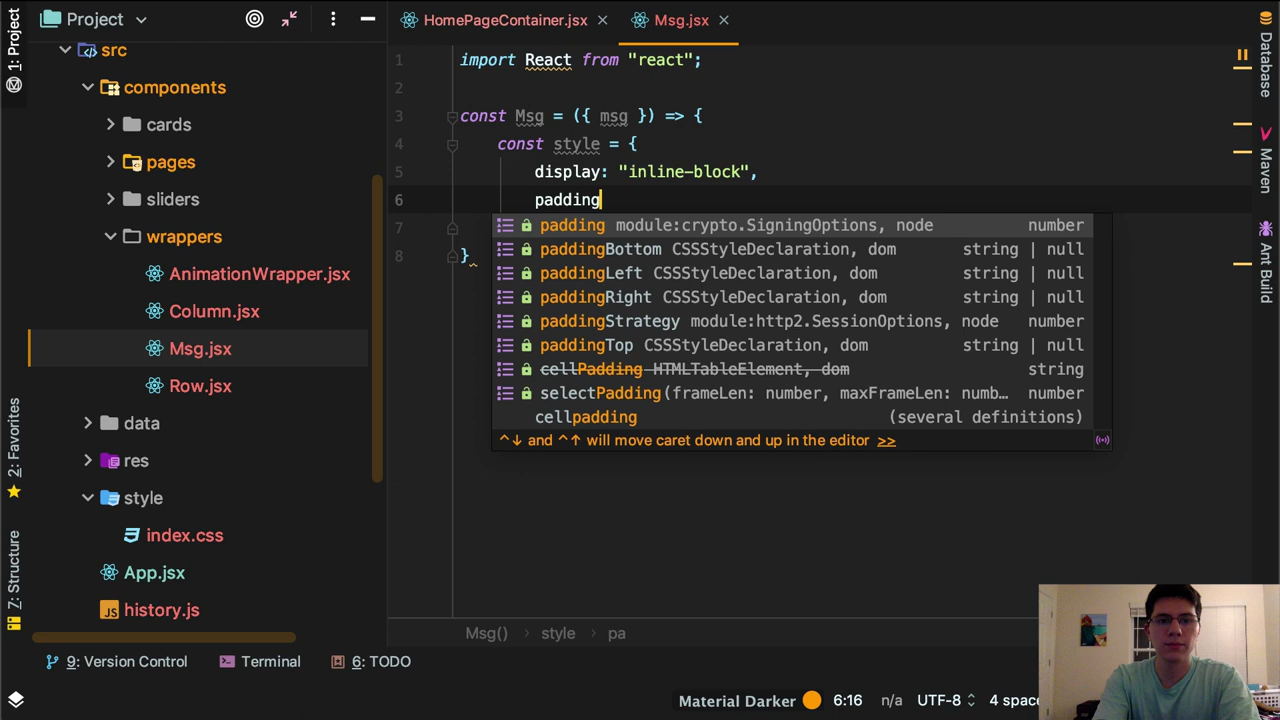 Project
HomePageContainer.jsx
Msg.jsx
1: Project
2: Favorites
7: Structure
src
components
cards
pages
sliders
wrappers
AnimationWrapper.jsx
Column.jsx
Msg.jsx
Row.jsx
data
res
style
index.css
App.jsx
JS history.js
1 import React from "react";
2
3 const Msg = ({ msg }) => {
4 const style = {
5 display: "inline-block",
6 padding
7
8 }
padding module:crypto.SigningOptions, node number
paddingBottom CSSStyleDeclaration, dom string | null
paddingLeft CSSStyleDeclaration, dom string | null
paddingRight CSSStyleDeclaration, dom string | null
paddingStrategy module:http2.SessionOptions, node number
paddingTop CSSStyleDeclaration, dom string | null
cellPadding HTMLTableElement, dom string
selectPadding(frameLen: number, maxFrameLen: numb… number
cellpadding (several definitions)
^↓ and ^↑ will move caret down and up in the editor >>
Database
Maven
Ant Build
Msg() › style › pa
9: Version Control
Terminal
6: TODO
Material Darker 6:16 n/a UTF-8 4 spac